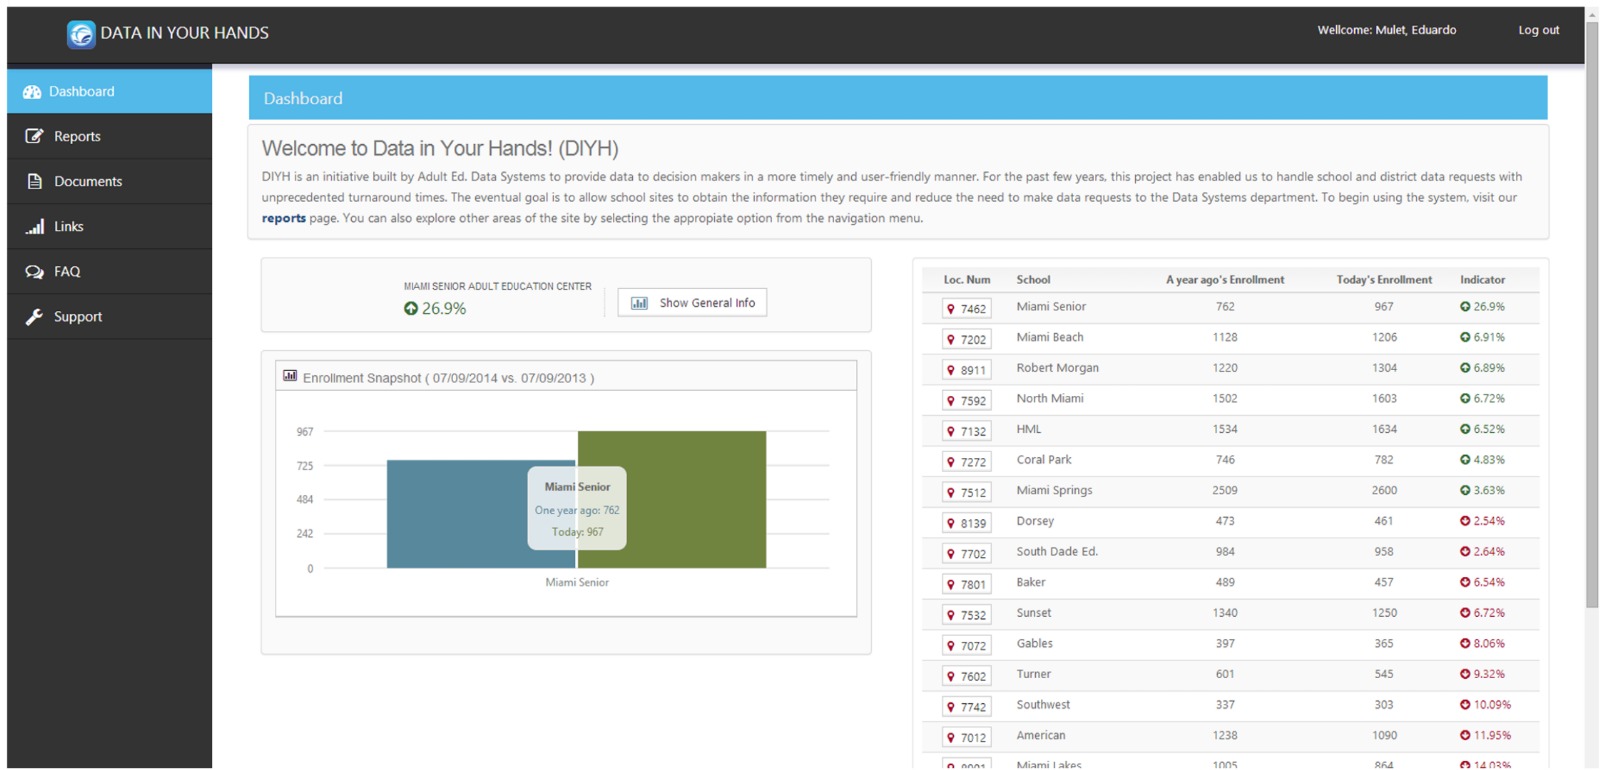 DATA IN YOUR HANDS
Wellcome: Mulet, Eduardo
Log out
Dashboard
Reports
Documents
Links
FAQ
Support
Dashboard
Welcome to Data in Your Hands! (DIYH)
DIYH is an initiative built by Adult Ed. Data Systems to provide data to decision makers in a more timely and user-friendly manner. For the past few years, this project has enabled us to handle school and district data requests with
unprecedented turnaround times. The eventual goal is to allow school sites to obtain the information they require and reduce the need to make data requests to the Data Systems department. To begin using the system, visit our
reports page. You can also explore other areas of the site by selecting the appropiate option from the navigation menu.
MIAMI SENIOR ADULT EDUCATION CENTER
26.9%
Show General Info
Enrollment Snapshot ( 07/09/2014 vs. 07/09/2013 )
967
725
484
242
0
Miami Senior
One year ago: 762
Today: 967
Miami Senior
Loc. Num School A year ago's Enrollment Today's Enrollment Indicator
7462 Miami Senior 762 967 26.9%
7202 Miami Beach 1128 1206 6.91%
8911 Robert Morgan 1220 1304 6.89%
7592 North Miami 1502 1603 6.72%
7132 HML 1534 1634 6.52%
7272 Coral Park 746 782 4.83%
7512 Miami Springs 2509 2600 3.63%
8139 Dorsey 473 461 2.54%
7702 South Dade Ed. 984 958 2.64%
7801 Baker 489 457 6.54%
7532 Sunset 1340 1250 6.72%
7072 Gables 397 365 8.06%
7602 Turner 601 545 9.32%
7742 Southwest 337 303 10.09%
7012 American 1238 1090 11.95%
Miami Lakes 1005 864 14.03%